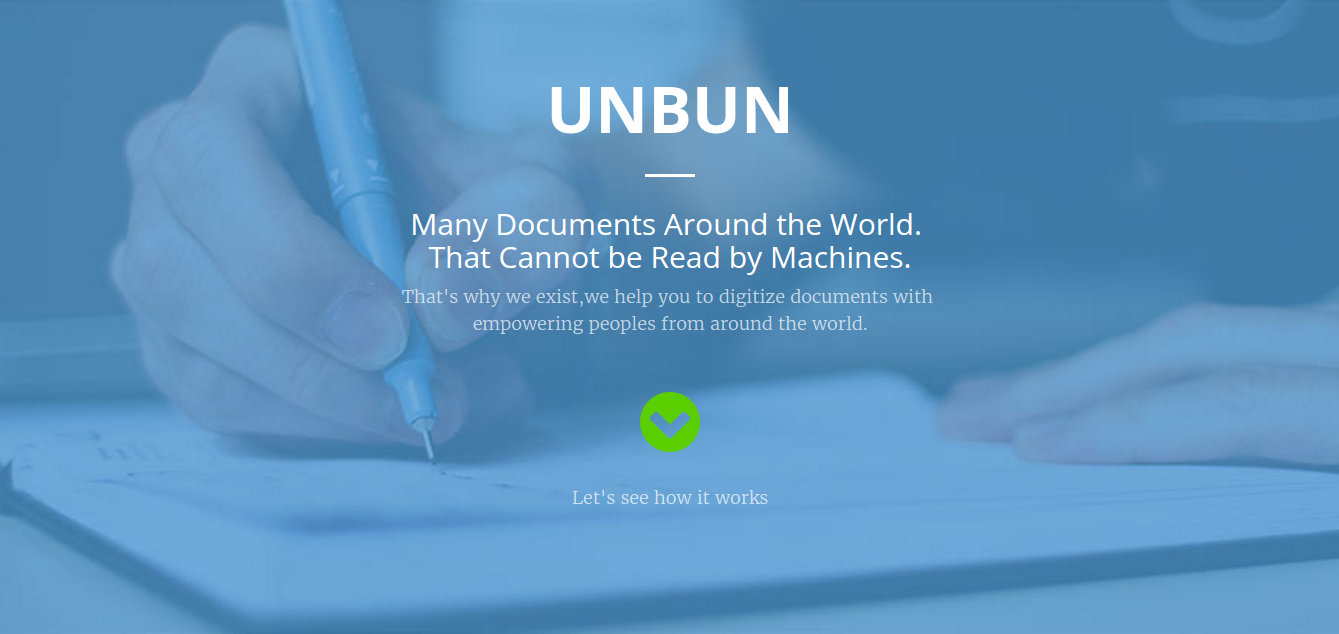 UNBUN
Many Documents Around the World.
That Cannot be Read by Machines.
That's why we exist,we help you to digitize documents with
empowering peoples from around the world.
Let's see how it works